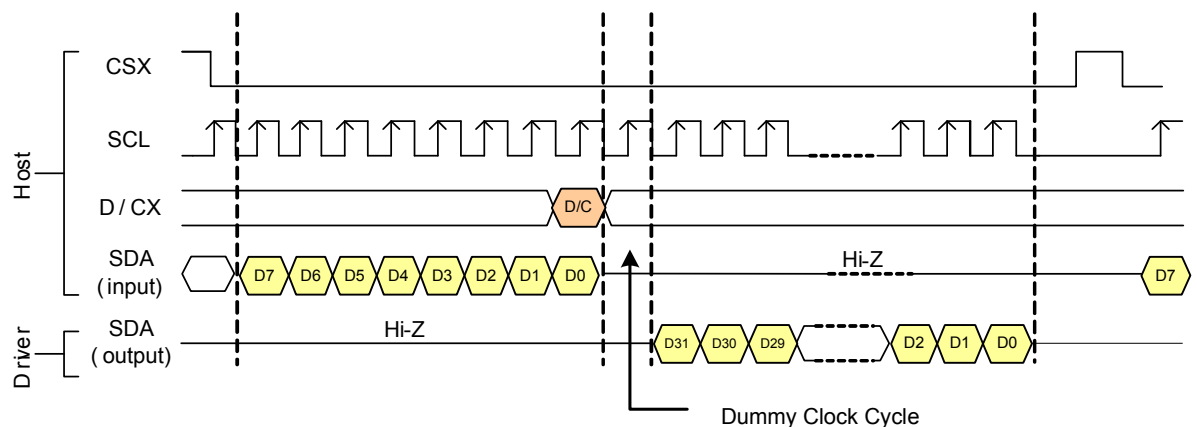 Host
CSX
SCL
D / CX
D/C
SDA
( input)
D7 D6 D5 D4 D3 D2 D1 D0
Hi-Z
D7
Driver
SDA
( output)
Hi-Z
D31 D30 D29
D2 D1 D0
Dummy Clock Cycle